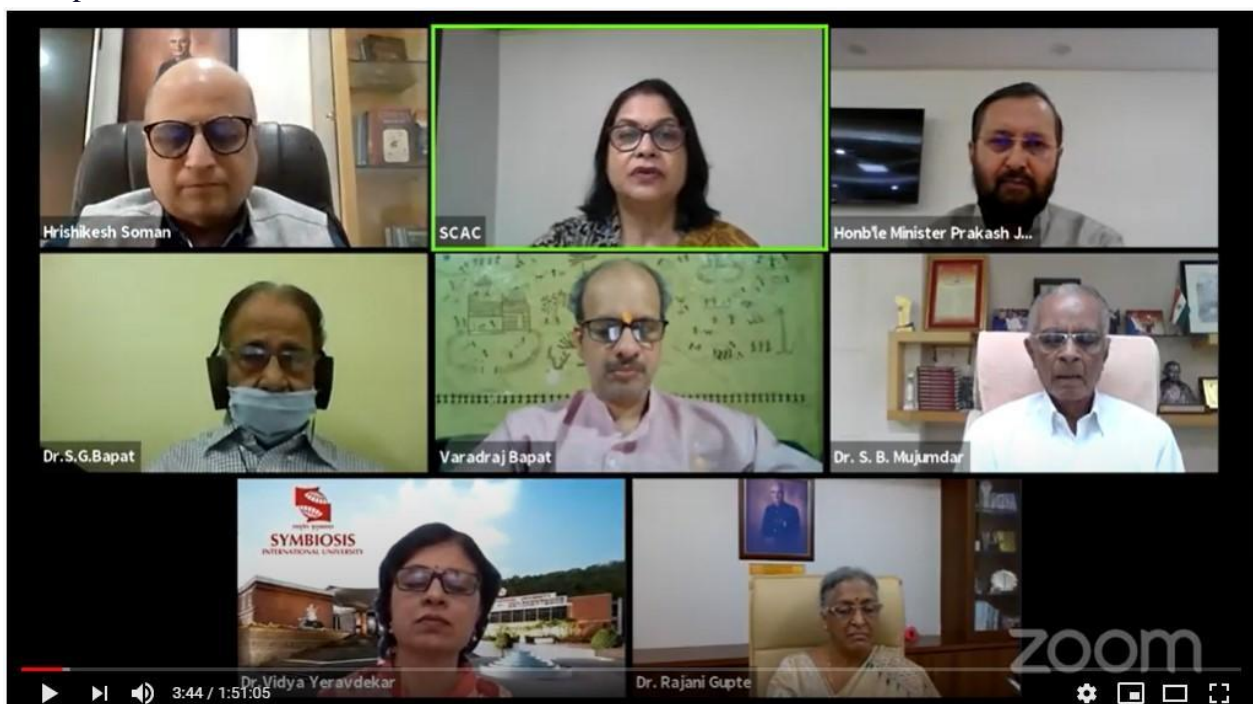 Hrishikesh Soman
SCAC
Honb'le Minister Prakash J...
Dr.S.G.Bapat
Varadraj Bapat
Dr. S. B. Mujumdar
SYMBIOSIS
INTERNATIONAL UNIVERSITY
Dr.Vidya Yeravdekar
Dr. Rajani Gupte
zoom
3:44 / 1:51:05